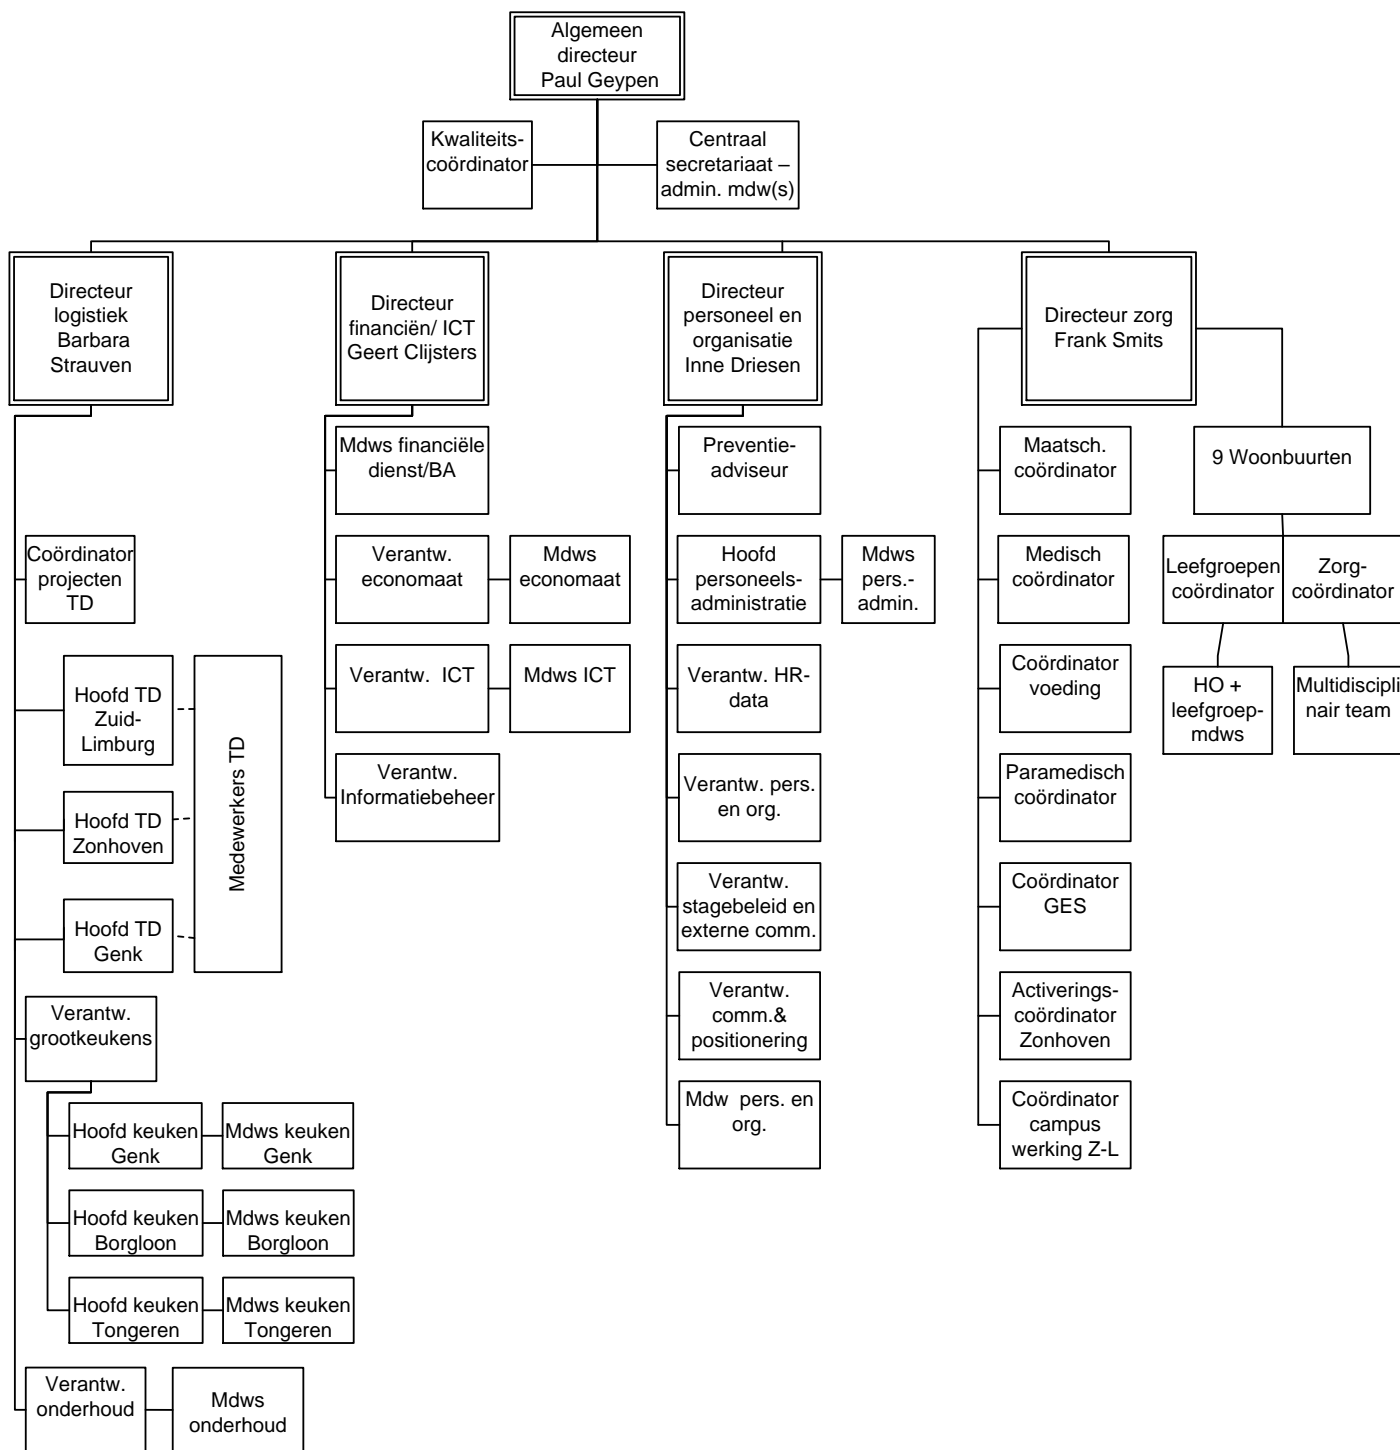 Algemeen
directeur
Paul Geypen
Kwaliteits-
coördinator
Centraal
secretariaat –
admin. mdw(s)
Directeur
logistiek
Barbara
Strauven
Directeur
financiën/ ICT
Geert Clijsters
Directeur
personeel en
organisatie
Inne Driesen
Directeur zorg
Frank Smits
Coördinator
projecten
TD
Hoofd TD
Zuid-
Limburg
Hoofd TD
Zonhoven
Hoofd TD
Genk
Medewerkers TD
Verantw.
grootkeukens
Hoofd keuken
Genk
Mdws keuken
Genk
Hoofd keuken
Borgloon
Mdws keuken
Borgloon
Hoofd keuken
Tongeren
Mdws keuken
Tongeren
Verantw.
onderhoud
Mdws
onderhoud
Mdws financiële
dienst/BA
Verantw.
economaat
Mdws
economaat
Verantw. ICT
Mdws ICT
Verantw.
Informatiebeheer
Preventie-
adviseur
Hoofd
personeels-
administratie
Mdws
pers.-
admin.
Verantw. HR-
data
Verantw. pers.
en org.
Verantw.
stagebeleid en
externe comm.
Verantw.
comm.&
positionering
Mdw pers. en
org.
Maatsch.
coördinator
Medisch
coördinator
Coördinator
voeding
Paramedisch
coördinator
Coördinator
GES
Activerings-
coördinator
Zonhoven
Coördinator
campus
werking Z-L
9 Woonbuurten
Leefgroepen
coördinator
Zorg-
coördinator
HO +
leefgroep-
mdws
Multidiscipli
nair team